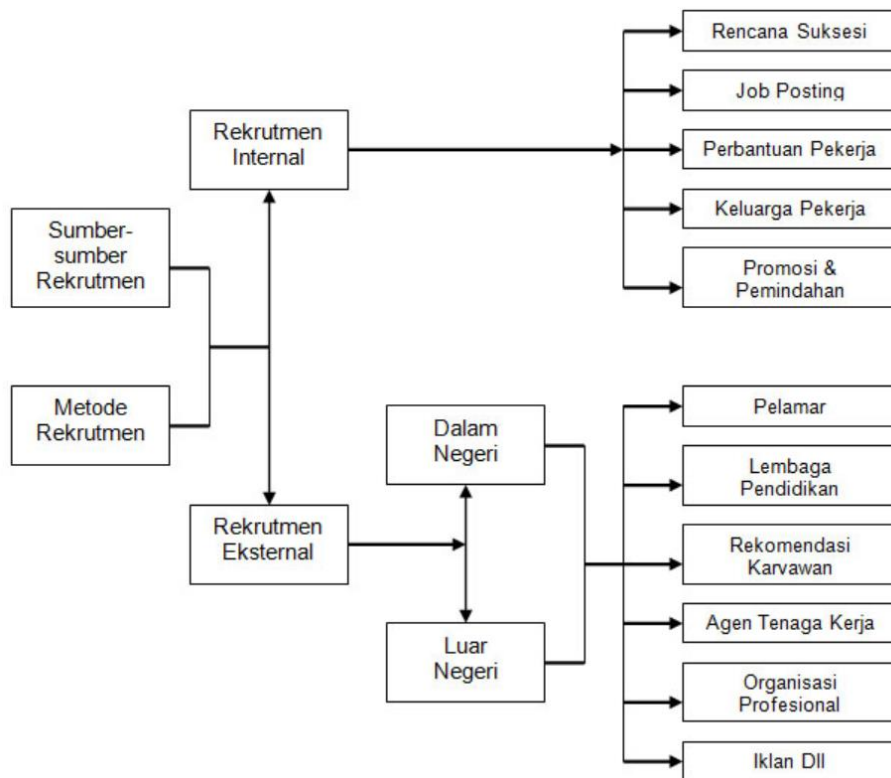 Rencana Suksesi
Job Posting
Rekrutmen
Internal
Perbantuan Pekerja
Keluarga Pekerja
Sumber-
sumber
Rekrutmen
Promosi &
Pemindahan
Metode
Rekrutmen
Dalam
Negeri
Pelamar
Lembaga
Pendidikan
Rekrutmen
Eksternal
Rekomendasi
Karvawan
Luar
Negeri
Agen Tenaga Kerja
Organisasi
Profesional
Iklan Dll